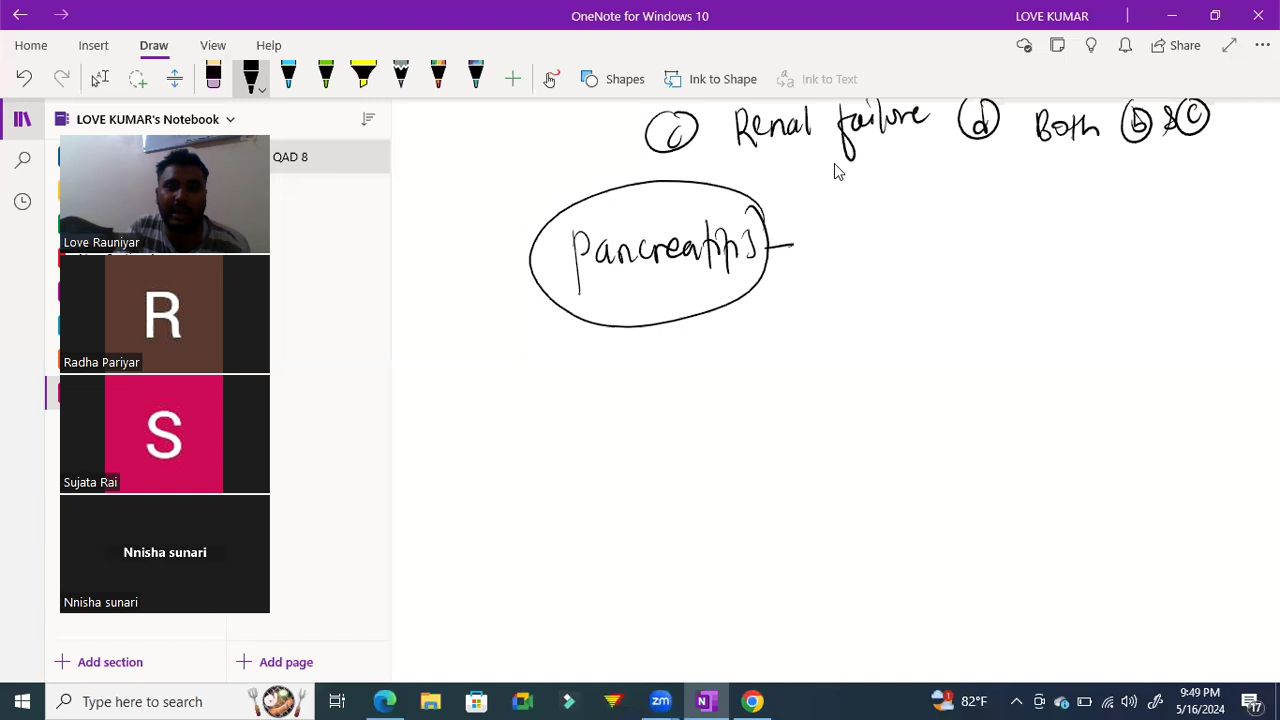 OneNote for Windows 10
LOVE KUMAR
Home Insert Draw View Help
Share
Shapes
Ink to Shape
Ink to Text
LOVE KUMAR's Notebook
QAD 8
c Renal failure d Both b & c
pancreatitis
Love Rauniyar
R
Radha Pariyar
S
Sujata Rai
Nnisha sunari
Nnisha sunari
Add section
Add page
Type here to search
zm
N
82°F
9:49 PM
5/16/2024
17